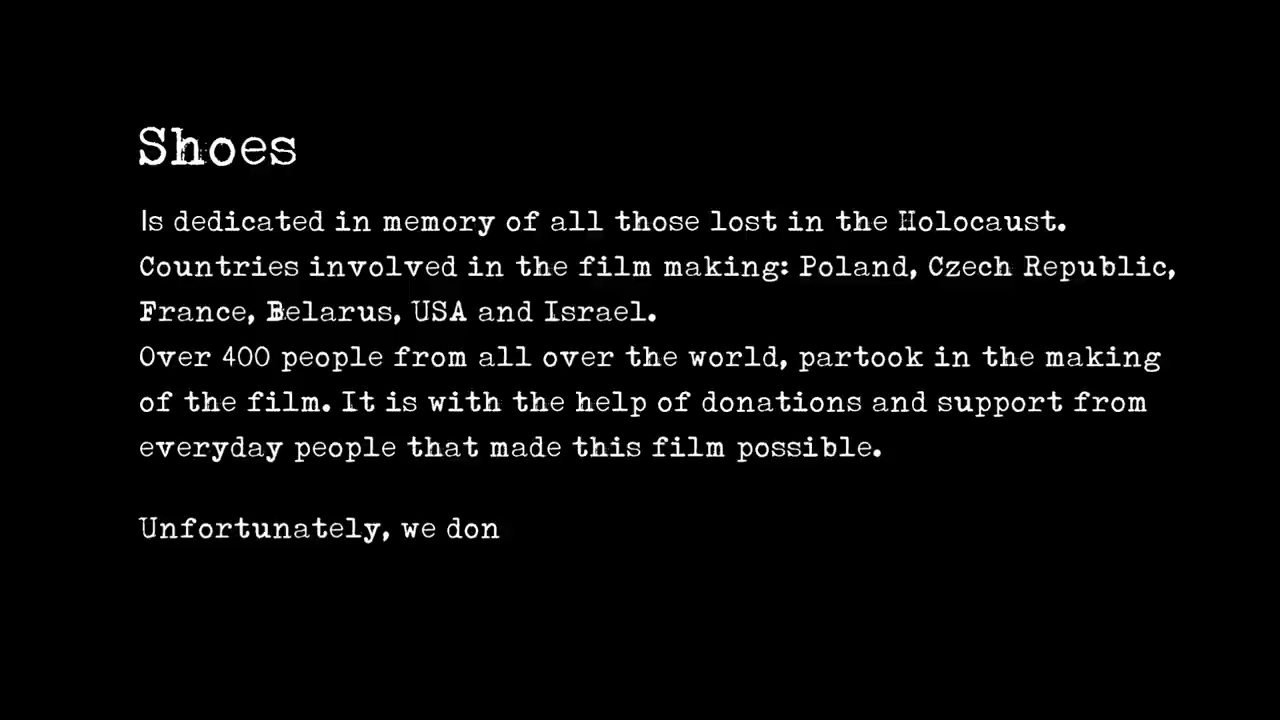 Shoes
Is dedicated in memory of all those lost in the Holocaust.
Countries involved in the film making: Poland, Czech Republic,
France, Belarus, USA and Israel.
Over 400 people from all over the world, partook in the making
of the film. It is with the help of donations and support from
everyday people that made this film possible.
Unfortunately, we don